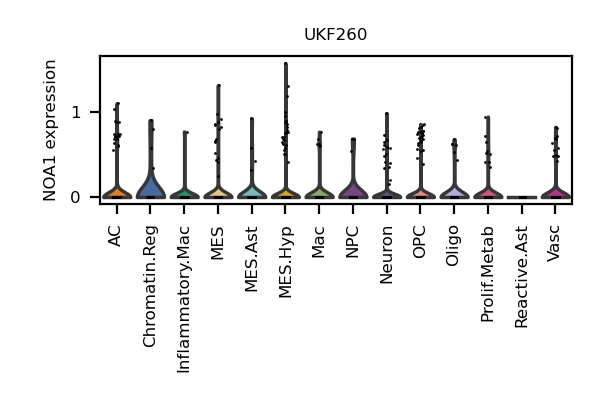 UKF260
NOA1 expression
1
0
AC
Chromatin.Reg
Inflammatory.Mac
MES
MES.Ast
MES.Hyp
Mac
NPC
Neuron
OPC
Oligo
Prolif.Metab
Reactive.Ast
Vasc